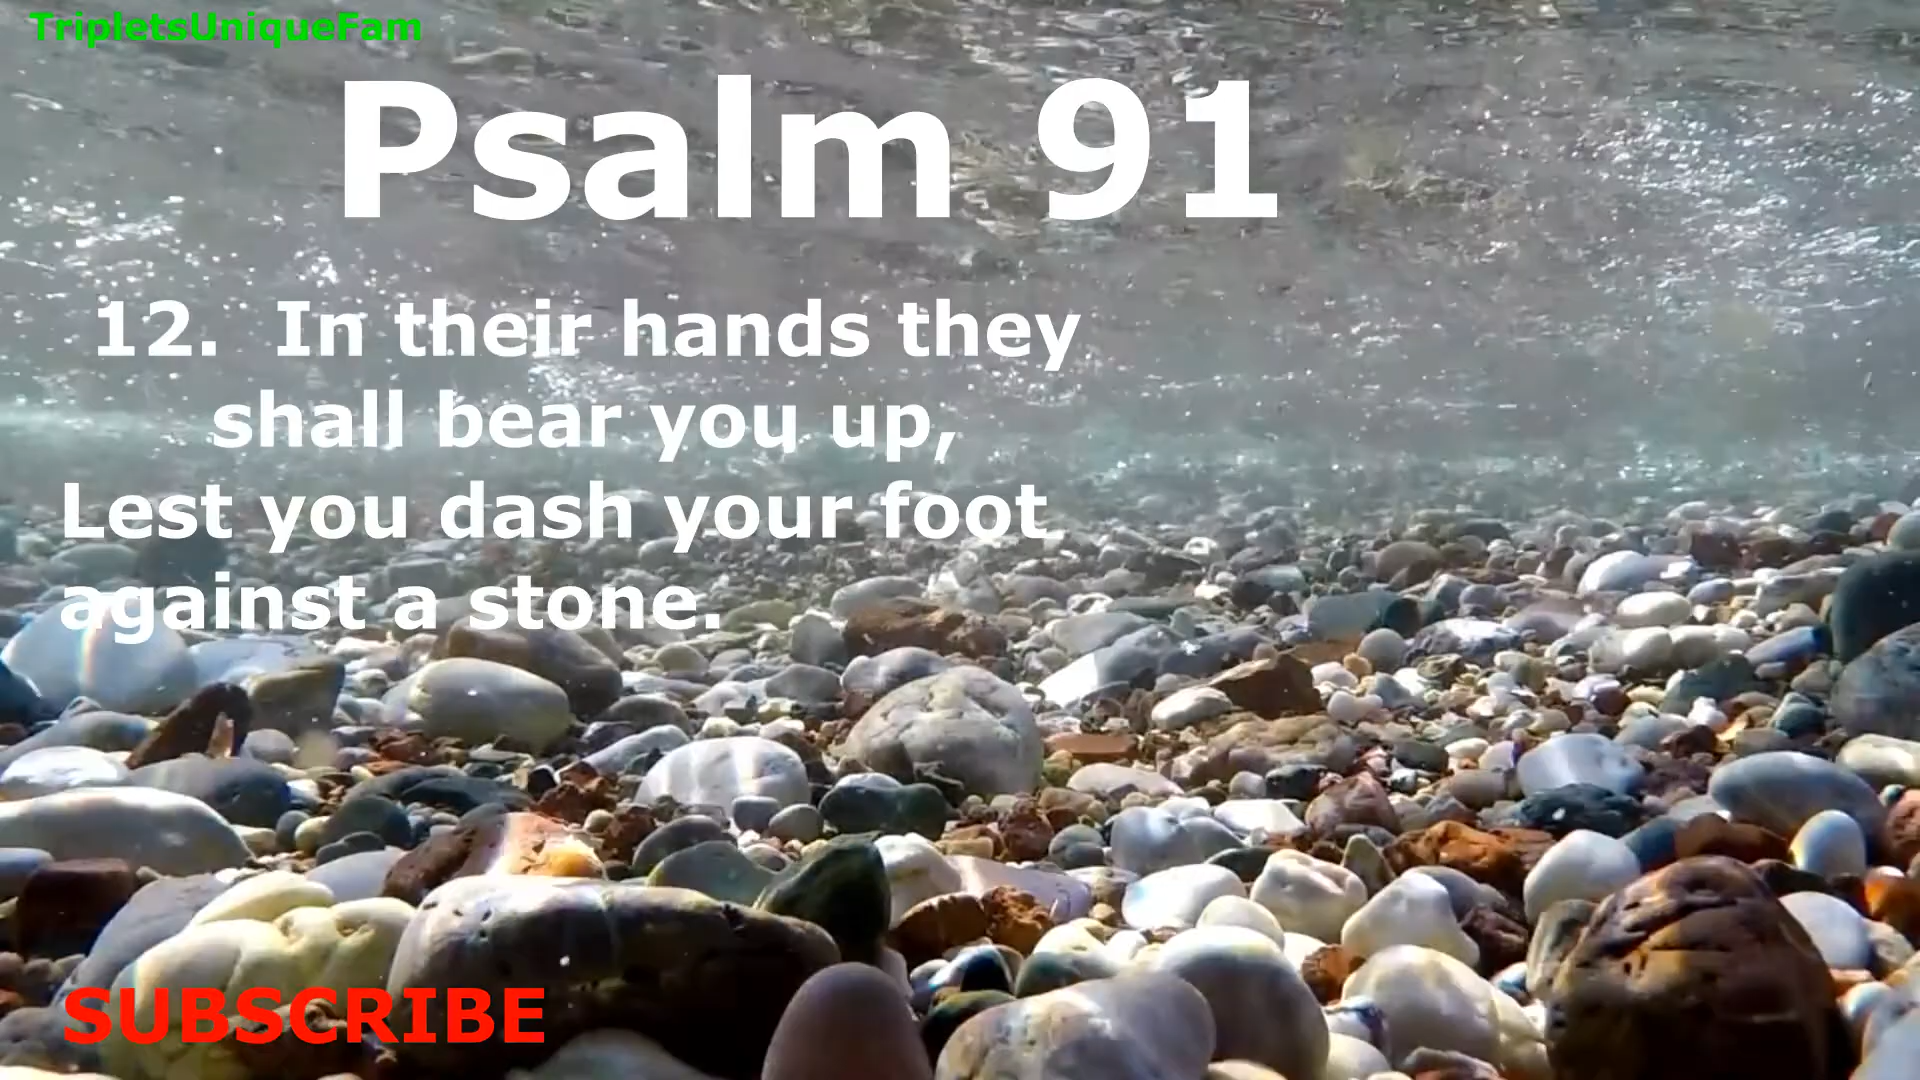 TripletsUniqueFam
Psalm 91
12. In their hands they
shall bear you up,
Lest you dash your foot
against a stone.
SUBSCRIBE